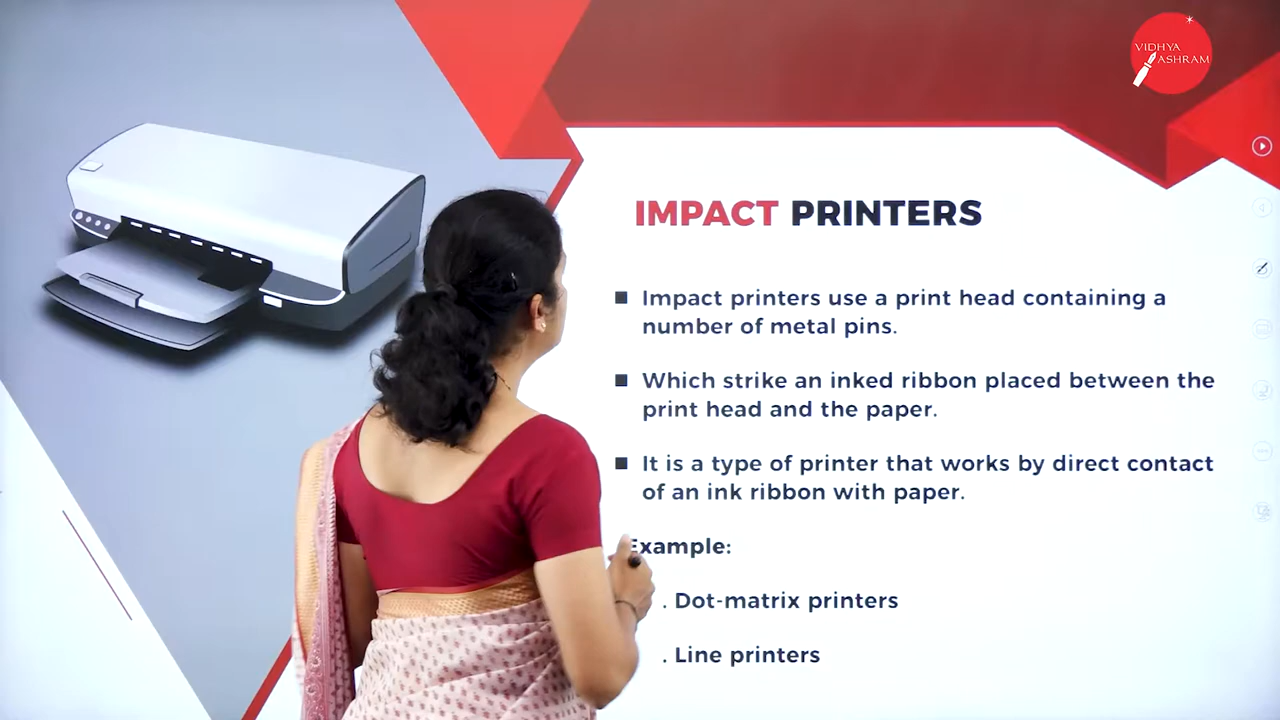 VIDHYA
ASHRAM
IMPACT PRINTERS
■ Impact printers use a print head containing a
number of metal pins.
■ Which strike an inked ribbon placed between the
print head and the paper.
■ It is a type of printer that works by direct contact
of an ink ribbon with paper.
Example:
. Dot-matrix printers
. Line printers